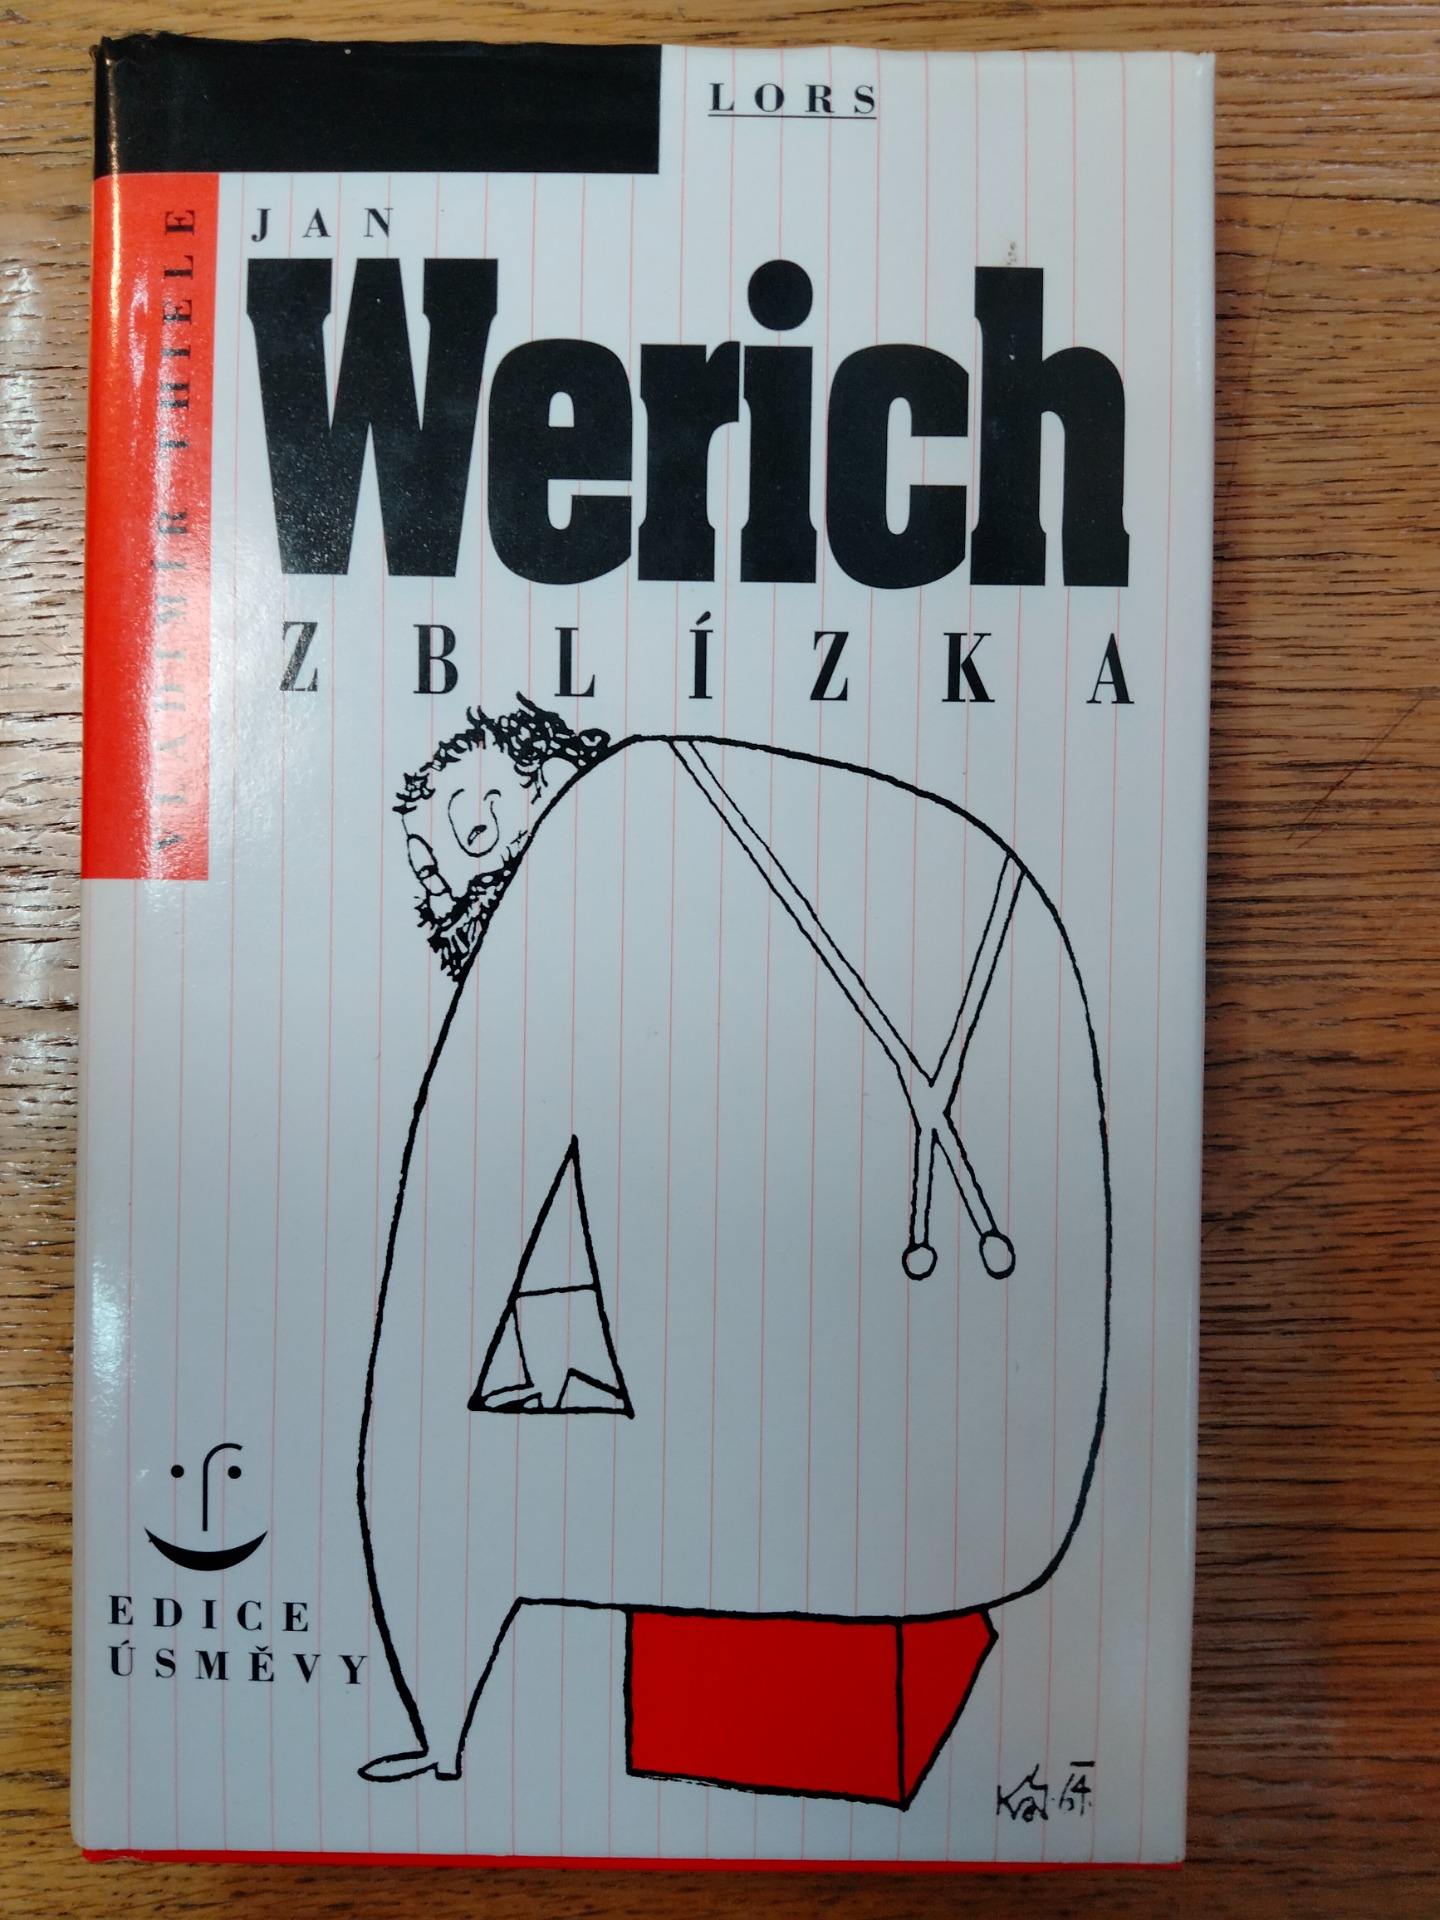 LORS
VLADIMÍR THIELE
JAN
Werich
ZBLÍZKA
EDICE
ÚSMĚVY